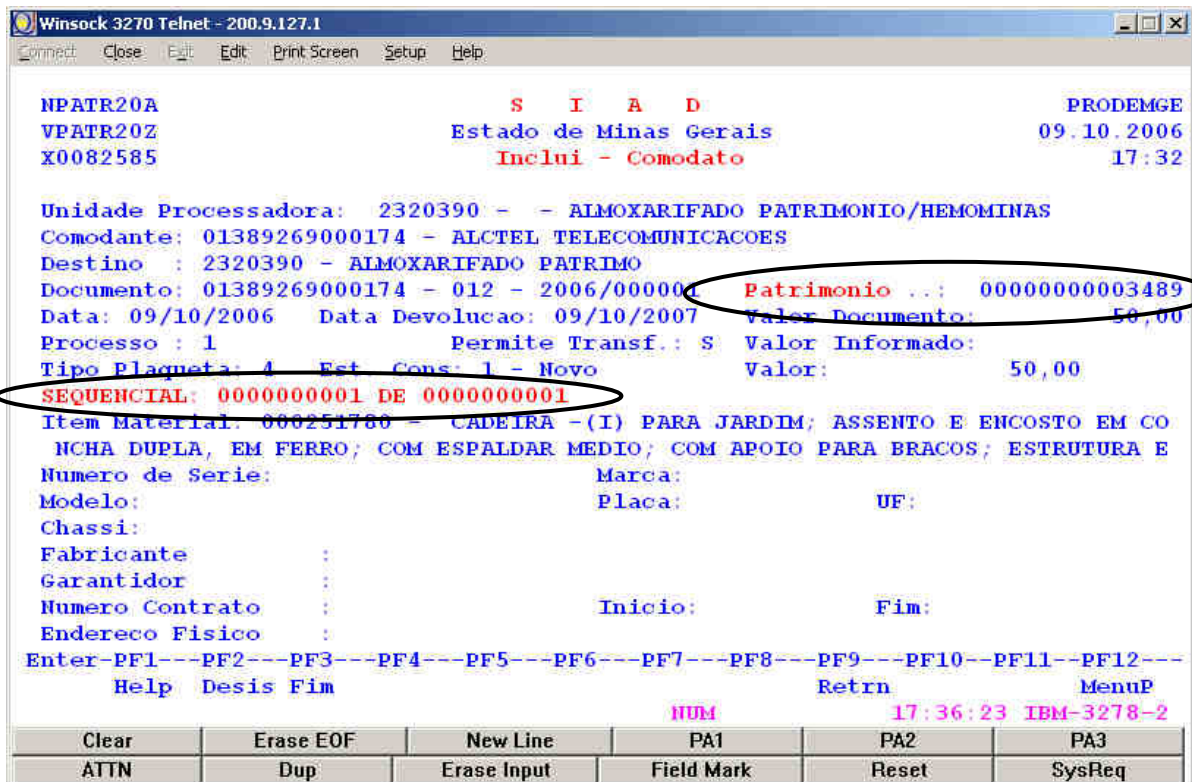 Winsock 3270 Telnet - 200.9.127.1
Connect Close Exit Edit Print Screen Setup Help
NPATR20A S I A D PRODEMGE
VPATR20Z Estado de Minas Gerais 09.10.2006
X0082585 Inclui - Comodato 17:32
Unidade Processadora: 2320390 - - ALMOXARIFADO PATRIMONIO/HEMOMINAS
Comodante: 01389269000174 - ALCTEL TELECOMUNICACOES
Destino : 2320390 - ALMOXARIFADO PATRIMO
Documento: 01389269000174 - 012 - 2006/000001 Patrimonio ..: 00000000003489
Data: 09/10/2006 Data Devolucao: 09/10/2007 Valor Documento: 50,00
Processo : 1 Permite Transf.: S Valor Informado:
Tipo Plaqueta: 4 Est. Cons: 1 - Novo Valor: 50,00
SEQUENCIAL: 0000000001 DE 0000000001
Item Material: 000251780 - CADEIRA -(I) PARA JARDIM; ASSENTO E ENCOSTO EM CO
NCHA DUPLA, EM FERRO; COM ESPALDAR MEDIO; COM APOIO PARA BRACOS; ESTRUTURA E
Numero de Serie: Marca:
Modelo: Placa: UF:
Chassi:
Fabricante :
Garantidor :
Numero Contrato : Inicio: Fim:
Endereco Fisico :
Enter-PF1---PF2---PF3---PF4---PF5---PF6---PF7---PF8---PF9---PF10--PF11--PF12---
Help Desis Fim Retrn MenuP
NUM 17:36:23 IBM-3278-2
Clear Erase EOF New Line PA1 PA2 PA3
ATTN Dup Erase Input Field Mark Reset SysReq